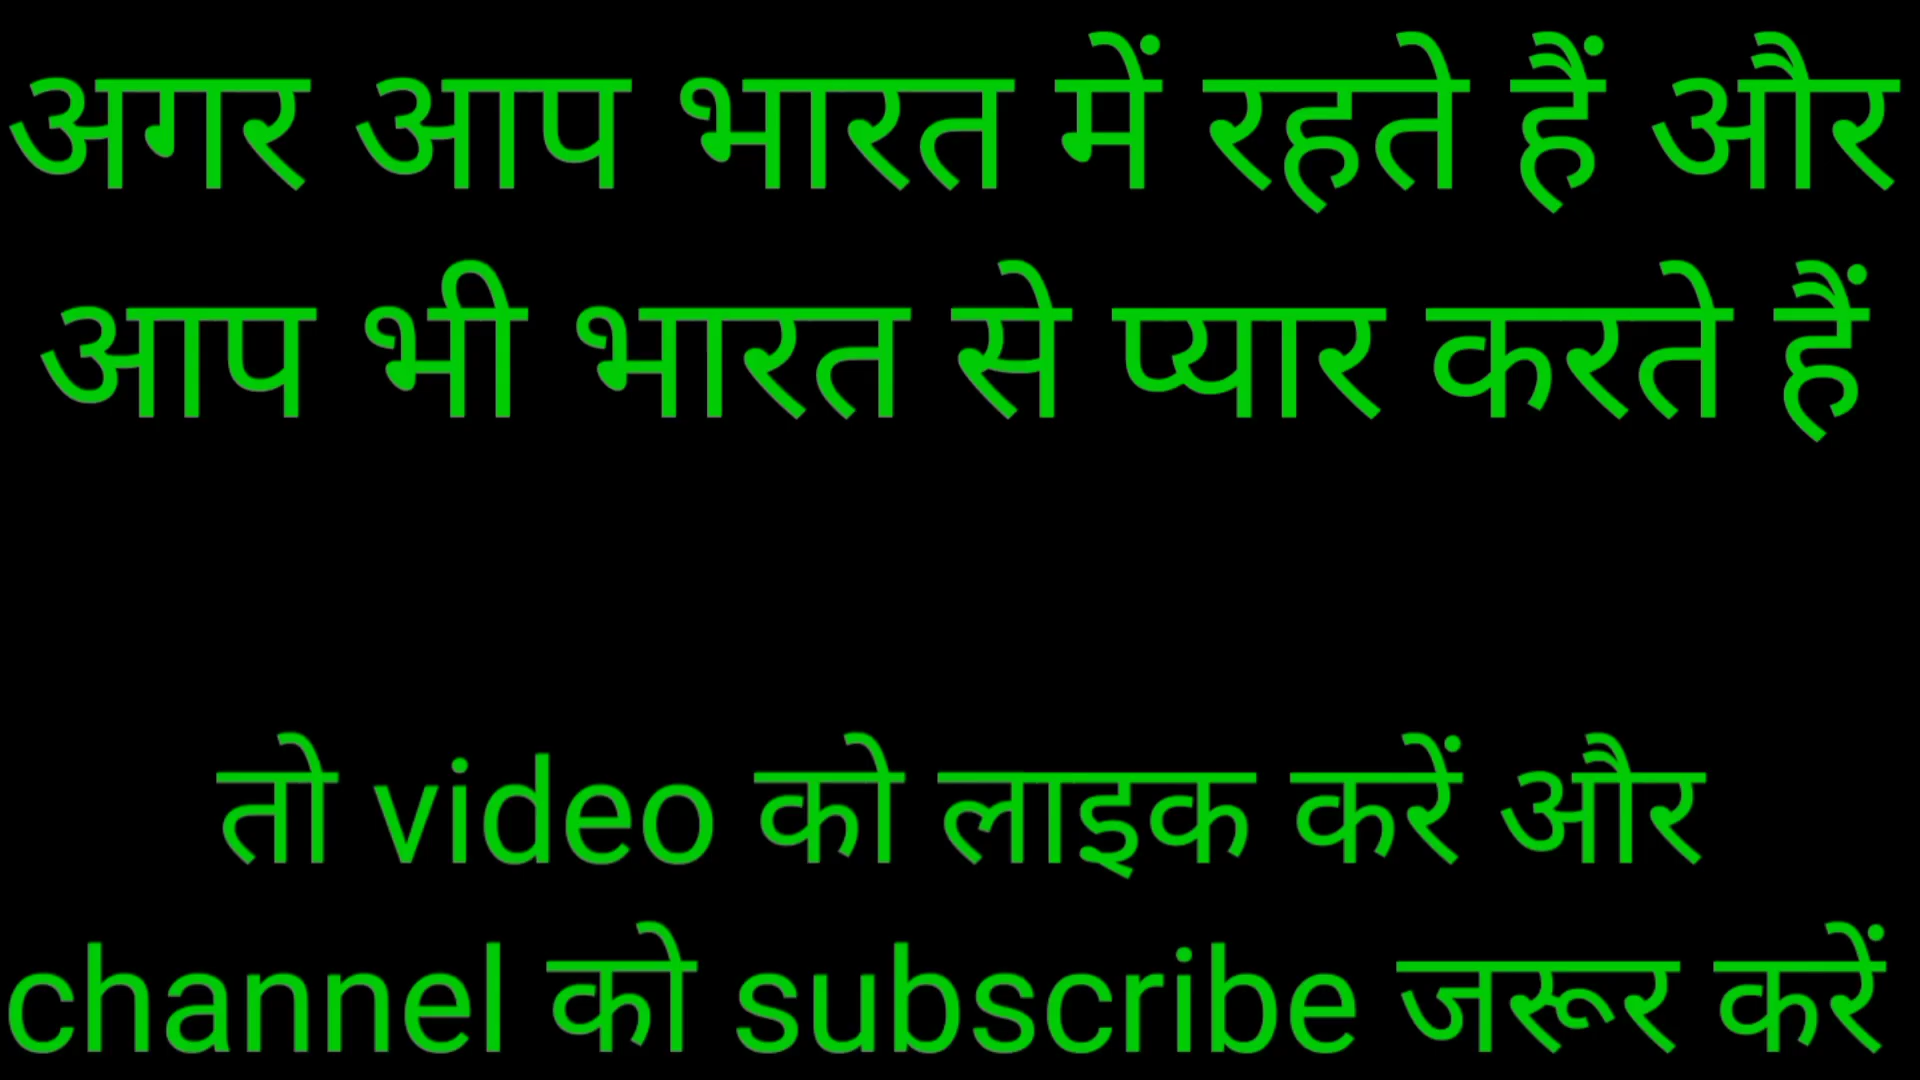 अगर आप भारत में रहते हैं और
आप भी भारत से प्यार करते हैं
तो video को लाइक करें और
channel को subscribe जरूर करें